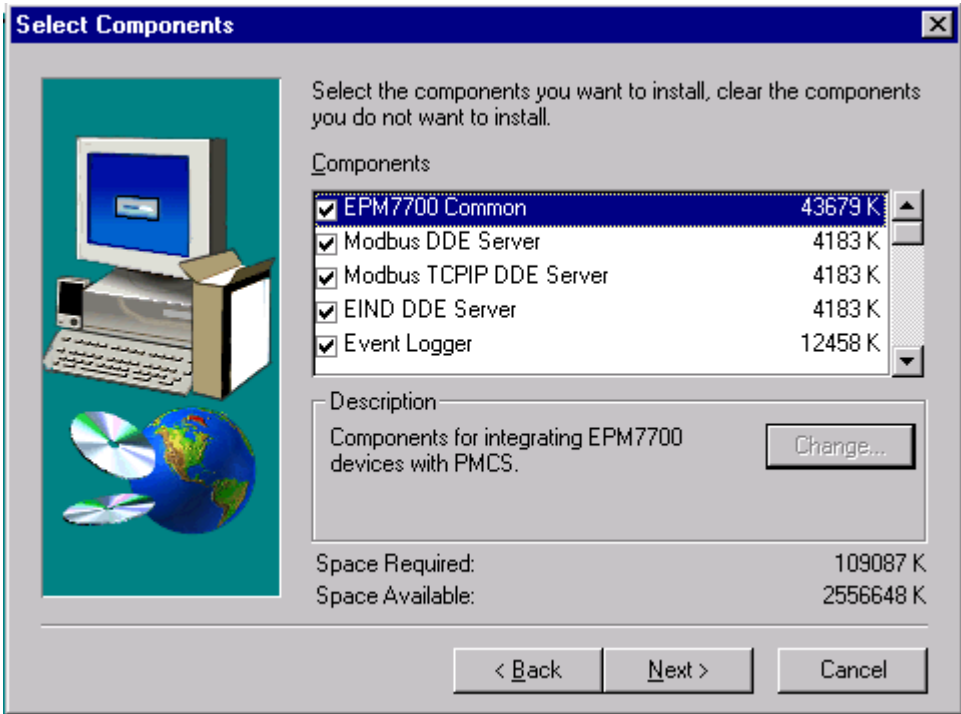 Select Components
Select the components you want to install, clear the components
you do not want to install.
Components
EPM7700 Common 43679 K
Modbus DDE Server 4183 K
Modbus TCPIP DDE Server 4183 K
EIND DDE Server 4183 K
Event Logger 12458 K
Description
Components for integrating EPM7700
devices with PMCS.
Change...
Space Required: 109087 K
Space Available: 2556648 K
< Back Next > Cancel